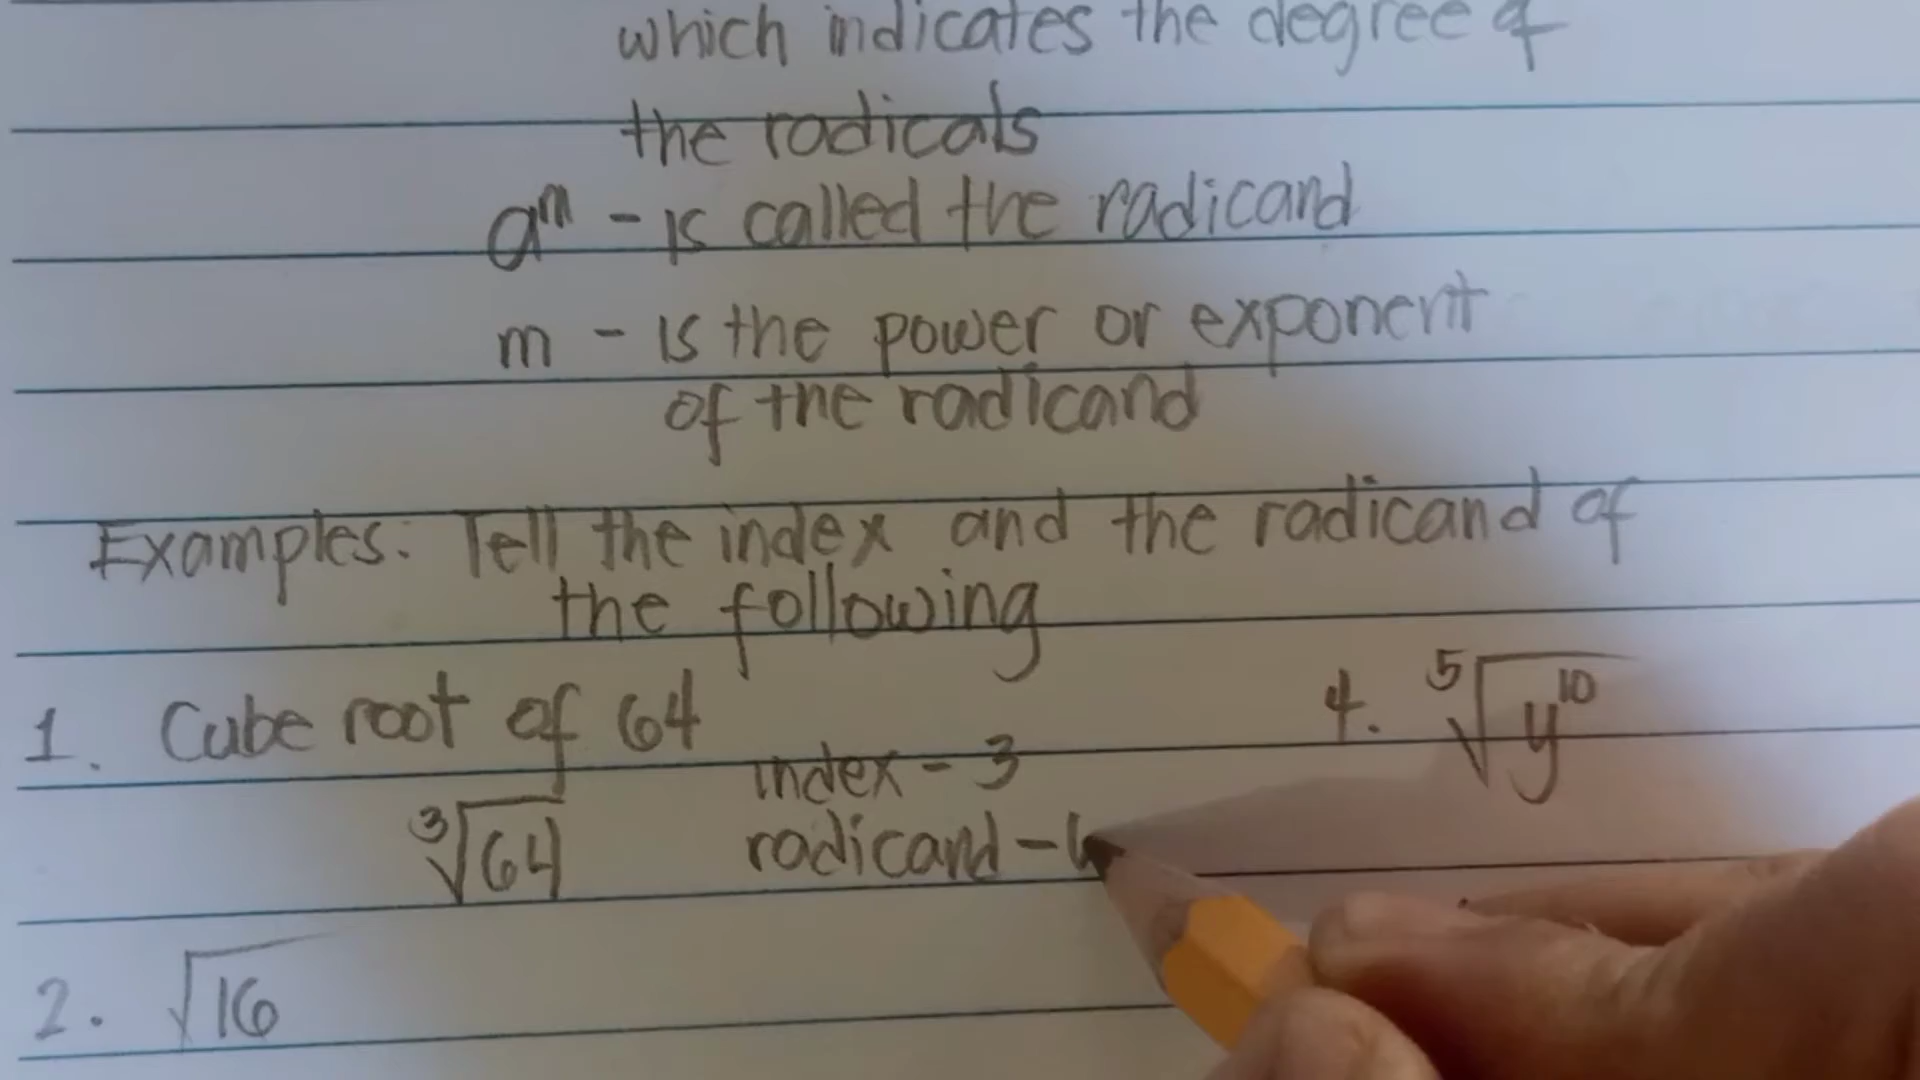 which indicates the degree of
the radicals
aᵐ - is called the radicand
m - is the power or exponent
of the radicand
Examples: Tell the index and the radicand of
the following
1. Cube root of 64
index - 3
∛64
radicand - 6
2. √16
4. ⁵√y¹⁰